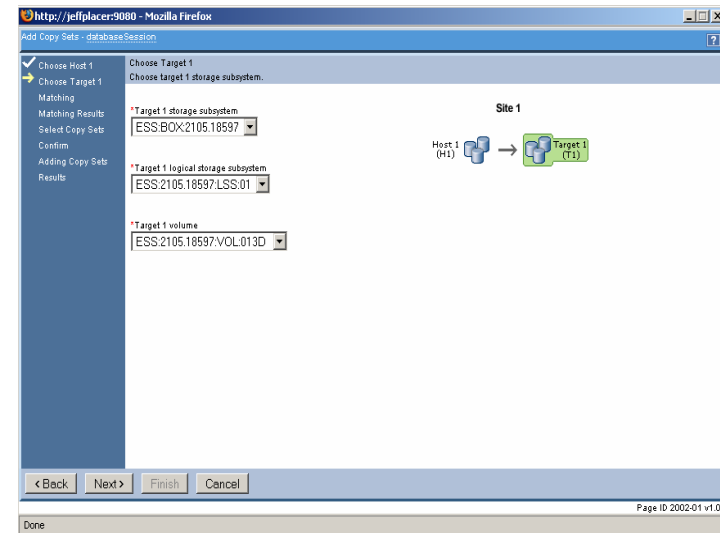 http://jeffplacer:9080 - Mozilla Firefox
Add Copy Sets - databaseSession
?
Choose Host 1
Choose Target 1
Matching
Matching Results
Select Copy Sets
Confirm
Adding Copy Sets
Results
Choose Target 1
Choose target 1 storage subsystem.
*Target 1 storage subsystem
ESS:BOX:2105.18597
*Target 1 logical storage subsystem
ESS:2105.18597:LSS:01
*Target 1 volume
ESS:2105.18597:VOL:013D
Site 1
Host 1
(H1)
Target 1
(T1)
<Back
Next>
Finish
Cancel
Page ID 2002-01 v1.0
Done